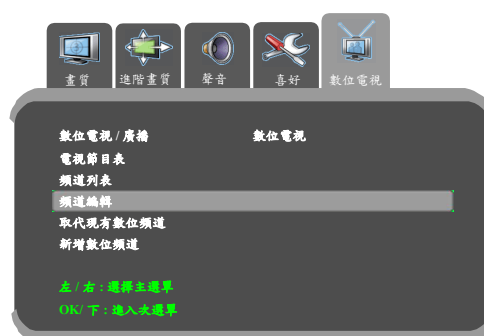 畫質 進階畫質 聲音 喜好 數位電視
數位電視 / 廣播 數位電視
電視節目表
頻道列表
頻道編輯
取代現有數位頻道
新增數位頻道
左 / 右 : 選擇主選單
OK/ 下 : 進入次選單